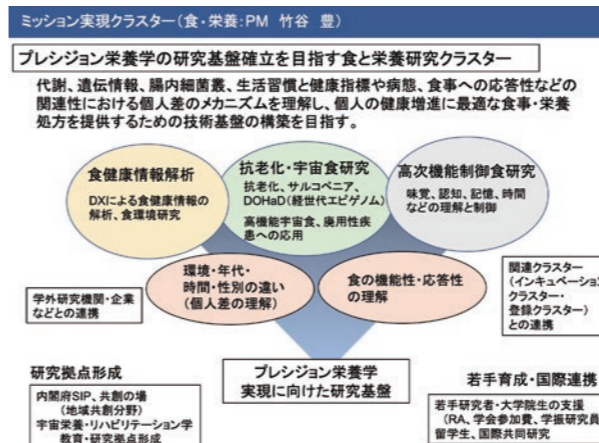 ミッション実現クラスター(食・栄養:PM 竹谷 豊)
プレシジョン栄養学の研究基盤確立を目指す食と栄養研究クラスター
代謝、遺伝情報、腸内細菌叢、生活習慣と健康指標や病態、食事への応答性などの
関連性における個人差のメカニズムを理解し、個人の健康増進に最適な食事・栄養
処方を提供するための技術基盤の構築を目指す。
食健康情報解析
DXによる食健康情報の
解析、食環境研究
抗老化・宇宙食研究
抗老化、サルコペニア、
DOHaD(経世代エピゲノム)
高機能宇宙食、廃用性疾
患への応用
高次機能制御食研究
味覚、認知、記憶、時間
などの理解と制御
環境・年代・
時間・性別の違い
(個人差の理解)
食の機能性・応答性
の理解
学外研究機関・企業
などとの連携
関連クラスター
(インキュベーション
クラスター・
登録クラスター)
との連携
プレシジョン栄養学
実現に向けた研究基盤
研究拠点形成
内閣府SIP、共創の場
(地域共創分野)
宇宙栄養・リハビリテーション学
教育・研究拠点形成
若手育成・国際連携
若手研究者・大学院生の支援
(RA、学会参加費、学振研究員
留学生、国際共同研究